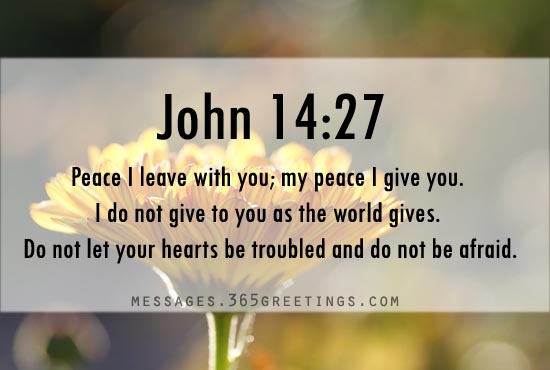 John 14:27
Peace I leave with you; my peace I give you.
I do not give to you as the world gives.
Do not let your hearts be troubled and do not be afraid.
MESSAGES.365GREETINGS.COM